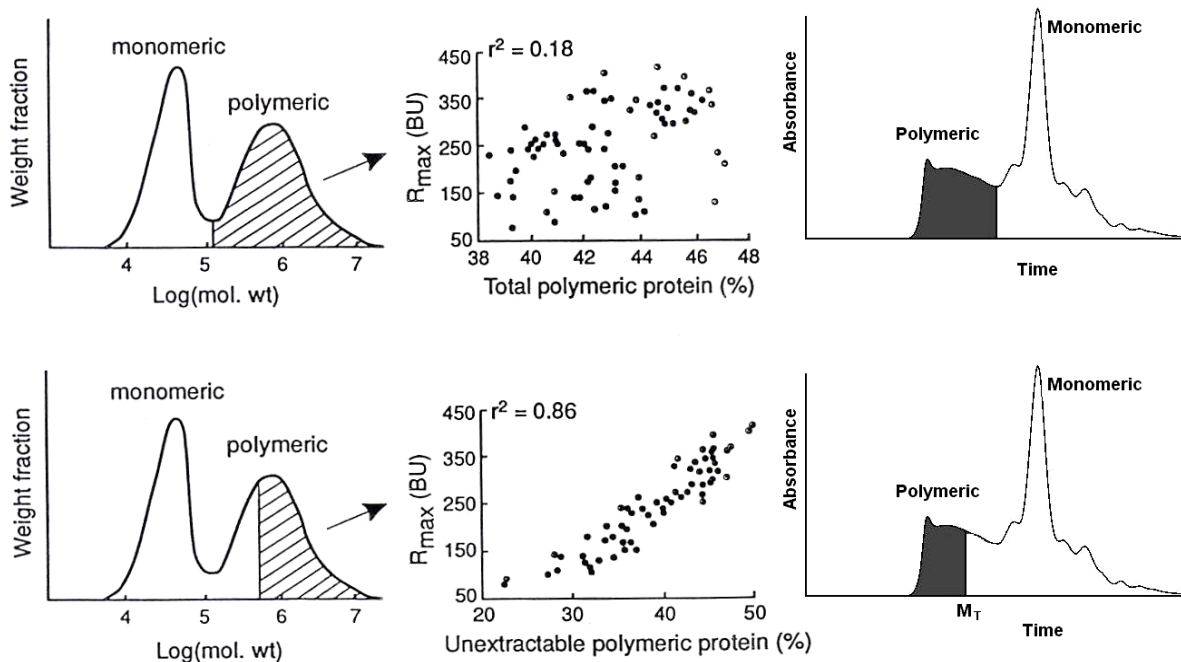 monomeric
polymeric
Weight fraction
4 5 6 7
Log(mol. wt)
r² = 0.18
R_max (BU)
450
350
250
150
50
38 40 42 44 46 48
Total polymeric protein (%)
Monomeric
Polymeric
Absorbance
Time
monomeric
polymeric
Weight fraction
4 5 6 7
Log(mol. wt)
r² = 0.86
R_max (BU)
450
350
250
150
50
20 30 40 50
Unextractable polymeric protein (%)
Monomeric
Polymeric
Absorbance
M_T
Time